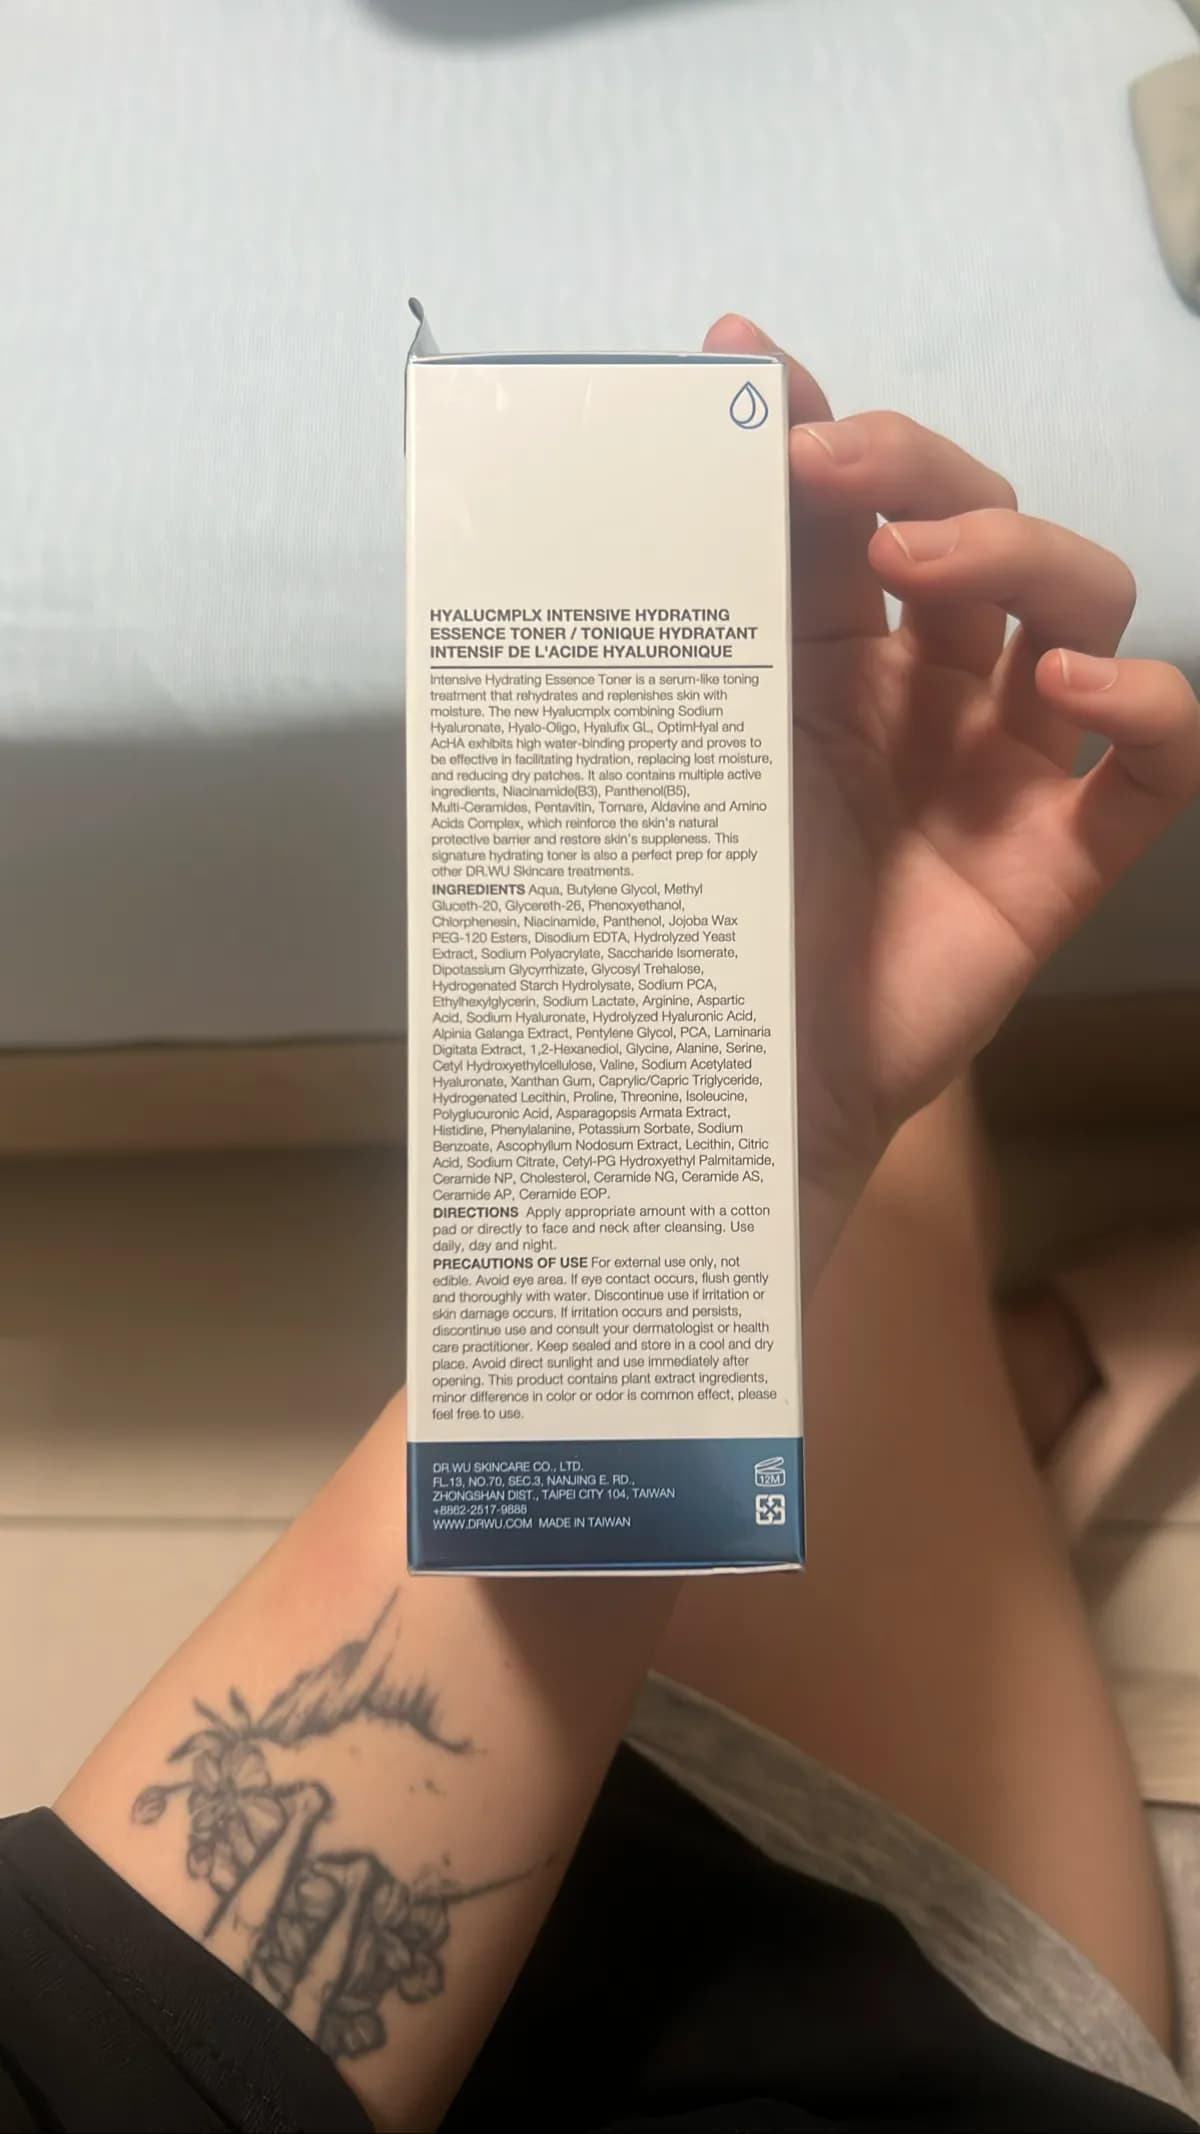 HYALUCMPLX INTENSIVE HYDRATING
ESSENCE TONER / TONIQUE HYDRATANT
INTENSIF DE L'ACIDE HYALURONIQUE
Intensive Hydrating Essence Toner is a serum-like toning
treatment that rehydrates and replenishes skin with
moisture. The new Hyalucmplx combining Sodium
Hyaluronate, Hyalo-Oligo, Hyalufix GL, OptimHyal and
AcHA exhibits high water-binding property and proves to
be effective in facilitating hydration, replacing lost moisture,
and reducing dry patches. It also contains multiple active
ingredients, Niacinamide(B3), Panthenol(B5),
Multi-Ceramides, Pentavitin, Tomare, Aldavine and Amino
Acids Complex, which reinforce the skin's natural
protective barrier and restore skin's suppleness. This
signature hydrating toner is also a perfect prep for apply
other DR.WU Skincare treatments.
INGREDIENTS Aqua, Butylene Glycol, Methyl
Gluceth-20, Glycereth-26, Phenoxyethanol,
Chlorphenesin, Niacinamide, Panthenol, Jojoba Wax
PEG-120 Esters, Disodium EDTA, Hydrolyzed Yeast
Extract, Sodium Polyacrylate, Saccharide Isomerate,
Dipotassium Glycyrrhizate, Glycosyl Trehalose,
Hydrogenated Starch Hydrolysate, Sodium PCA,
Ethylhexylglycerin, Sodium Lactate, Arginine, Aspartic
Acid, Sodium Hyaluronate, Hydrolyzed Hyaluronic Acid,
Alpinia Galanga Extract, Pentylene Glycol, PCA, Laminaria
Digitata Extract, 1,2-Hexanediol, Glycine, Alanine, Serine,
Cetyl Hydroxyethylcellulose, Valine, Sodium Acetylated
Hyaluronate, Xanthan Gum, Caprylic/Capric Triglyceride,
Hydrogenated Lecithin, Proline, Threonine, Isoleucine,
Polyglucuronic Acid, Asparagopsis Armata Extract,
Histidine, Phenylalanine, Potassium Sorbate, Sodium
Benzoate, Ascophyllum Nodosum Extract, Lecithin, Citric
Acid, Sodium Citrate, Cetyl-PG Hydroxyethyl Palmitamide,
Ceramide NP, Cholesterol, Ceramide NG, Ceramide AS,
Ceramide AP, Ceramide EOP.
DIRECTIONS Apply appropriate amount with a cotton
pad or directly to face and neck after cleansing. Use
daily, day and night.
PRECAUTIONS OF USE For external use only, not
edible. Avoid eye area. If eye contact occurs, flush gently
and thoroughly with water. Discontinue use if irritation or
skin damage occurs. If irritation occurs and persists,
discontinue use and consult your dermatologist or health
care practitioner. Keep sealed and store in a cool and dry
place. Avoid direct sunlight and use immediately after
opening. This product contains plant extract ingredients,
minor difference in color or odor is common effect, please
feel free to use.
DR.WU SKINCARE CO., LTD.
FL.13, NO.70, SEC.3, NANJING E. RD.,
ZHONGSHAN DIST., TAIPEI CITY 104, TAIWAN
+8862-2517-9888
WWW.DRWU.COM MADE IN TAIWAN
12M